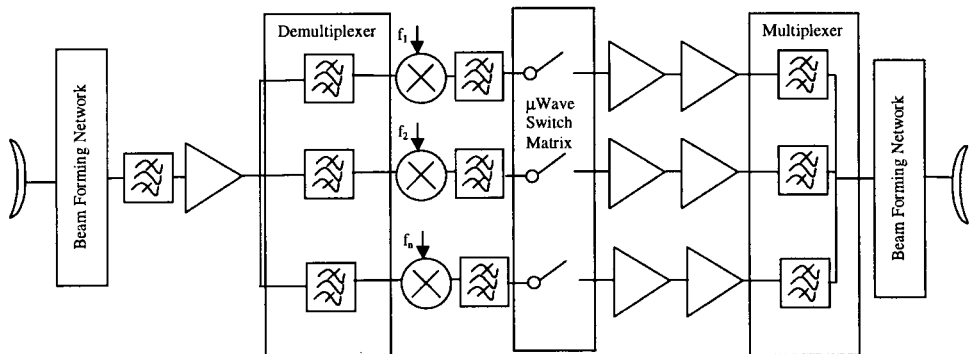 Demultiplexer
Multiplexer
f1
f2
fn
µWave
Switch
Matrix
Beam Forming Network
Beam Forming Network